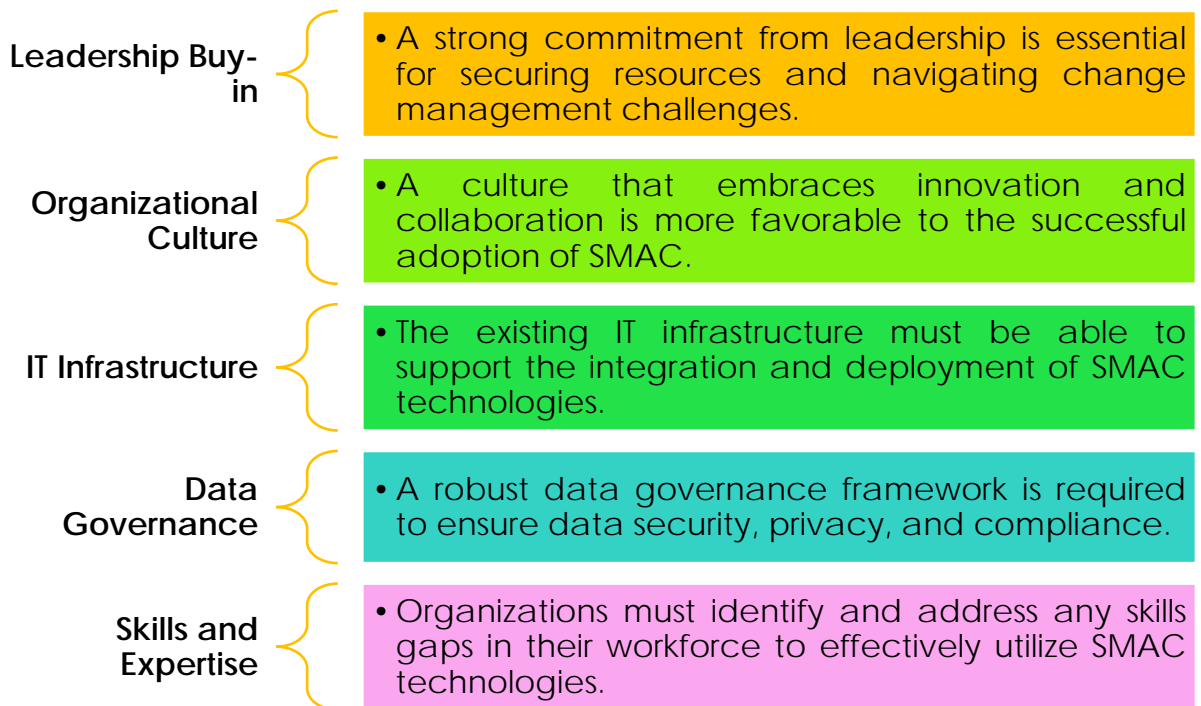 Leadership Buy-
in
• A strong commitment from leadership is essential
for securing resources and navigating change
management challenges.
Organizational
Culture
• A culture that embraces innovation and
collaboration is more favorable to the successful
adoption of SMAC.
IT Infrastructure
• The existing IT infrastructure must be able to
support the integration and deployment of SMAC
technologies.
Data
Governance
• A robust data governance framework is required
to ensure data security, privacy, and compliance.
Skills and
Expertise
• Organizations must identify and address any skills
gaps in their workforce to effectively utilize SMAC
technologies.